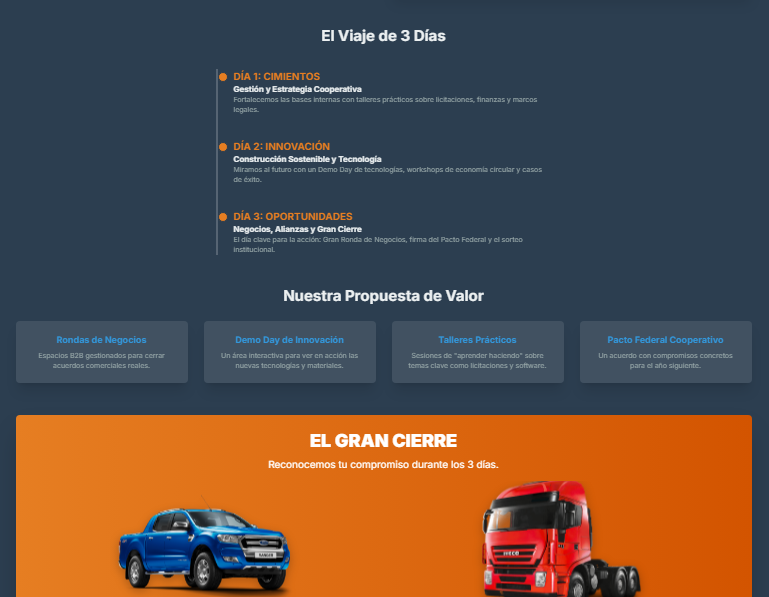 El Viaje de 3 Días
DÍA 1: CIMIENTOS
Gestión y Estrategia Cooperativa
Fortalecemos las bases internas con talleres prácticos sobre licitaciones, finanzas y marcos
legales.
DÍA 2: INNOVACIÓN
Construcción Sostenible y Tecnología
Miramos al futuro con un Demo Day de tecnologías, workshops de economía circular y casos
de éxito.
DÍA 3: OPORTUNIDADES
Negocios, Alianzas y Gran Cierre
El día clave para la acción: Gran Ronda de Negocios, firma del Pacto Federal y el sorteo
institucional.
Nuestra Propuesta de Valor
Rondas de Negocios
Espacios B2B gestionados para cerrar
acuerdos comerciales reales.
Demo Day de Innovación
Un área interactiva para ver en acción las
nuevas tecnologías y materiales.
Talleres Prácticos
Sesiones de "aprender haciendo" sobre
temas clave como licitaciones y software.
Pacto Federal Cooperativo
Un acuerdo con compromisos concretos
para el año siguiente.
EL GRAN CIERRE
Reconocemos tu compromiso durante los 3 días.
RANGER
IVECO